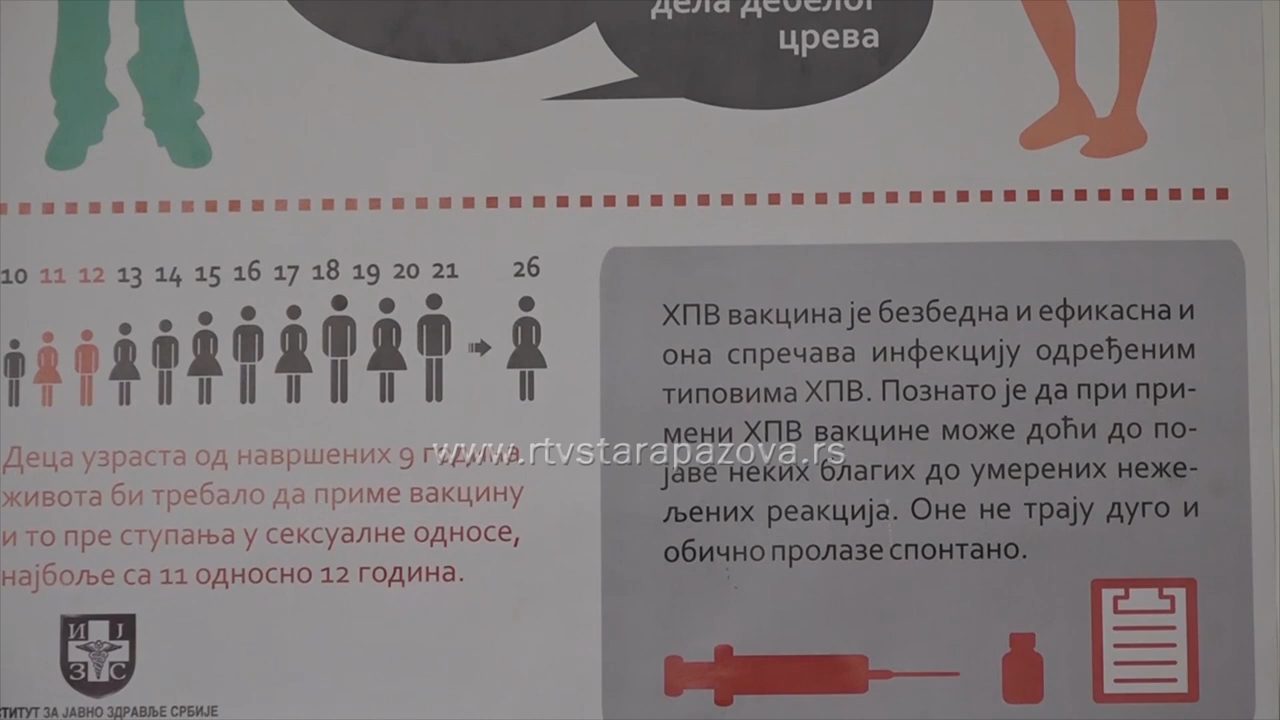 дела дебелог
црева
10 11 12 13 14 15 16 17 18 19 20 21 26
Деца узраста од навршених 9 година
живота би требало да приме вакцину
и то пре ступања у сексуалне односе,
најбоље са 11 односно 12 година.
ХПВ вакцина је безбедна и ефикасна и
она спречава инфекцију одређеним
типовима ХПВ. Познато је да при при-
мени ХПВ вакцине може доћи до по-
јаве неких благих до умерених неже-
љених реакција. Оне не трају дуго и
обично пролазе спонтано.
www.rtvstarapazova.rs
И Ј
З С
ЗА ЈАВНО ЗДРАВЉЕ СРБИЈЕ